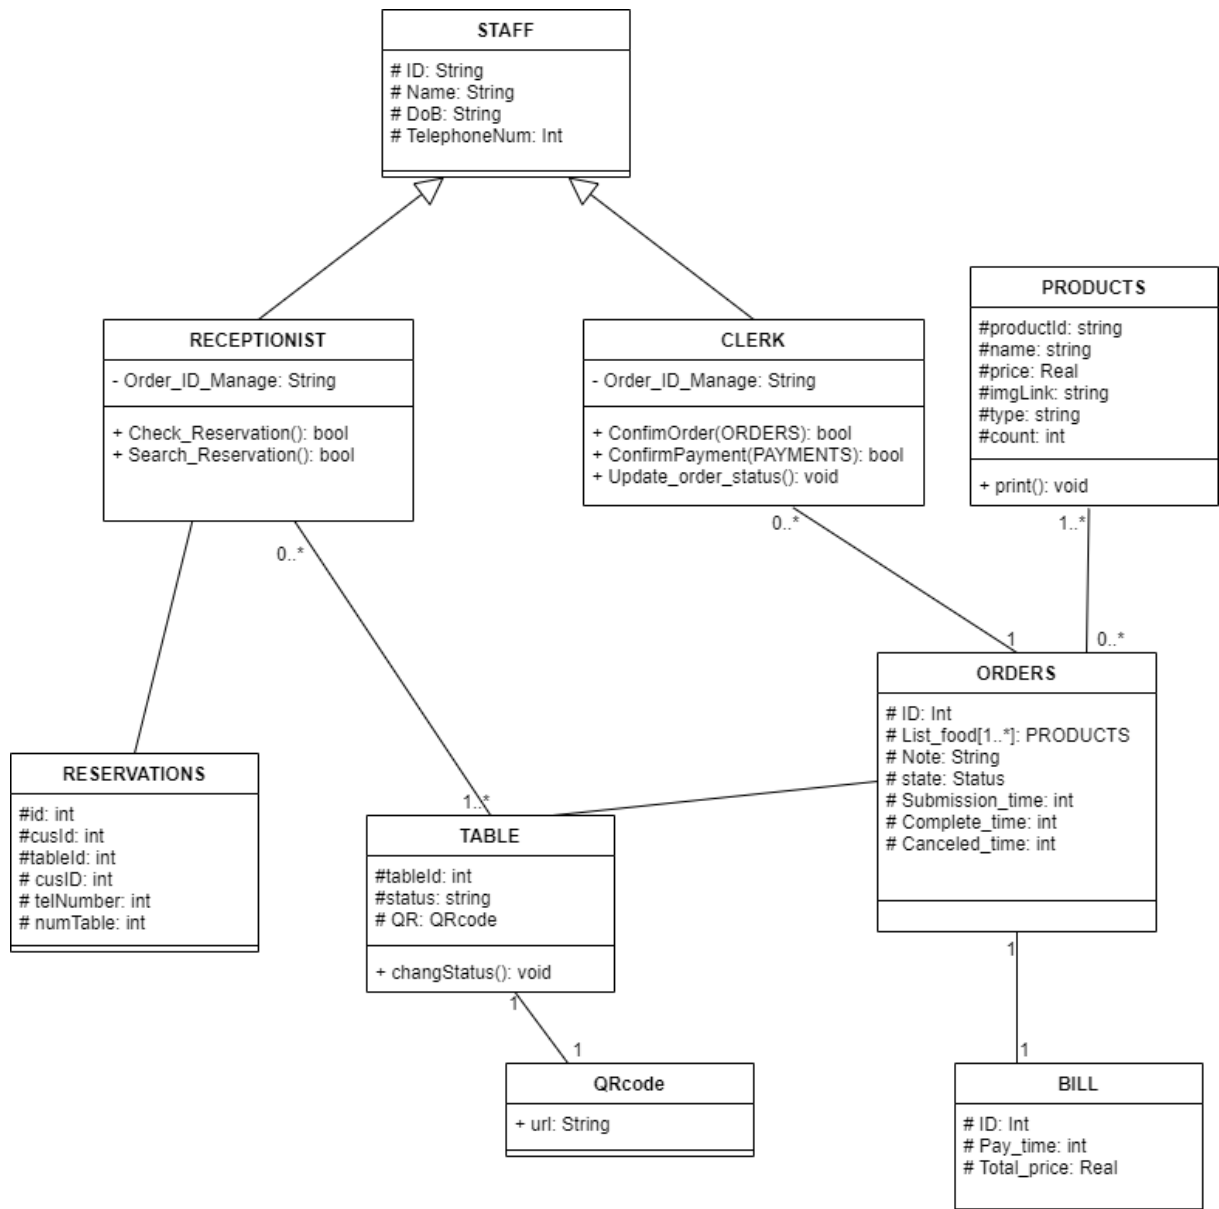 STAFF
# ID: String
# Name: String
# DoB: String
# TelephoneNum: Int
RECEPTIONIST
- Order_ID_Manage: String
+ Check_Reservation(): bool
+ Search_Reservation(): bool
0..*
CLERK
- Order_ID_Manage: String
+ ConfimOrder(ORDERS): bool
+ ConfirmPayment(PAYMENTS): bool
+ Update_order_status(): void
0..*
PRODUCTS
#productId: string
#name: string
#price: Real
#imgLink: string
#type: string
#count: int
+ print(): void
1..*
1
0..*
ORDERS
# ID: Int
# List_food[1..*]: PRODUCTS
# Note: String
# state: Status
# Submission_time: int
# Complete_time: int
# Canceled_time: int
1
RESERVATIONS
#id: int
#cusId: int
#tableId: int
# cusID: int
# telNumber: int
# numTable: int
1..*
TABLE
#tableId: int
#status: string
# QR: QRcode
+ changStatus(): void
1
1
QRcode
+ url: String
1
BILL
# ID: Int
# Pay_time: int
# Total_price: Real